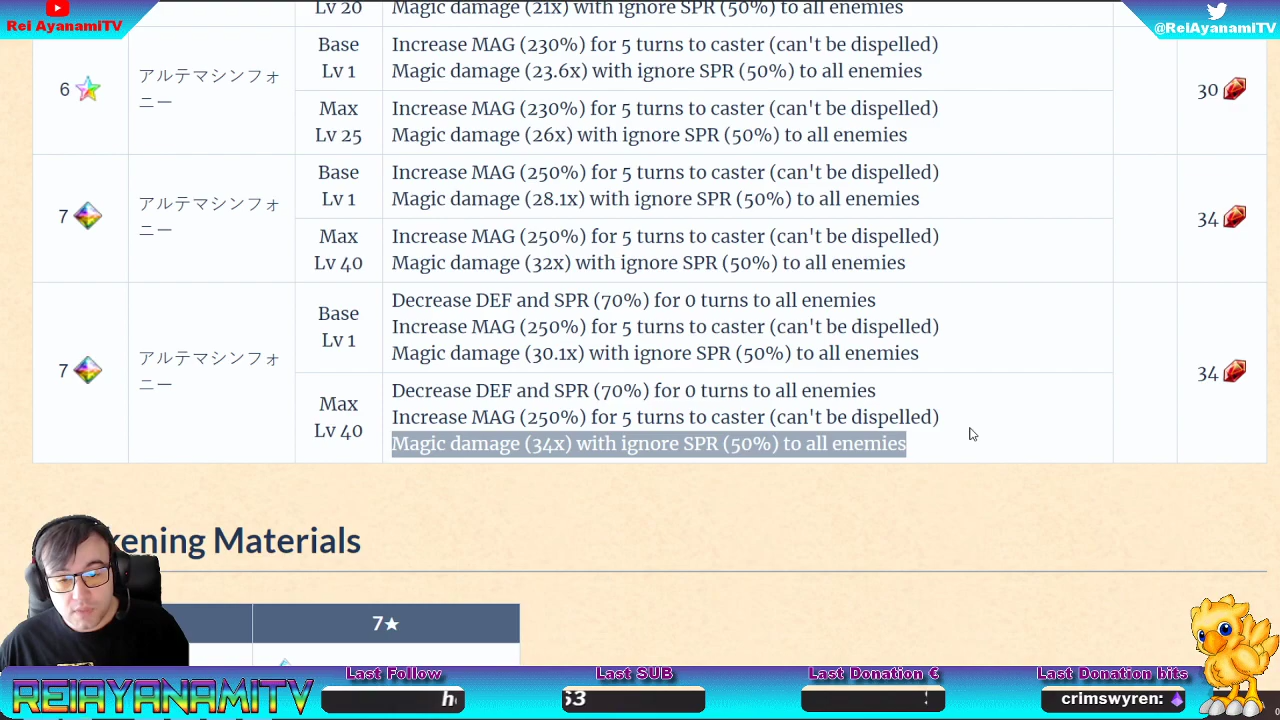 Rei AyanamiTV
@ReiAyanamiTV
Lv 20
Magic damage (21x) with ignore SPR (50%) to all enemies
6
アルテマシンフォ
ニー
Base
Lv 1
Increase MAG (230%) for 5 turns to caster (can't be dispelled)
Magic damage (23.6x) with ignore SPR (50%) to all enemies
Max
Lv 25
Increase MAG (230%) for 5 turns to caster (can't be dispelled)
Magic damage (26x) with ignore SPR (50%) to all enemies
30
7
アルテマシンフォ
ニー
Base
Lv 1
Increase MAG (250%) for 5 turns to caster (can't be dispelled)
Magic damage (28.1x) with ignore SPR (50%) to all enemies
Max
Lv 40
Increase MAG (250%) for 5 turns to caster (can't be dispelled)
Magic damage (32x) with ignore SPR (50%) to all enemies
34
7
アルテマシンフォ
ニー
Base
Lv 1
Decrease DEF and SPR (70%) for 0 turns to all enemies
Increase MAG (250%) for 5 turns to caster (can't be dispelled)
Magic damage (30.1x) with ignore SPR (50%) to all enemies
Max
Lv 40
Decrease DEF and SPR (70%) for 0 turns to all enemies
Increase MAG (250%) for 5 turns to caster (can't be dispelled)
Magic damage (34x) with ignore SPR (50%) to all enemies
34
kening Materials
7★
REIAYANAMITV
Last Follow
Last SUB
53
Last Donation €
Last Donation bits
crimswyren: